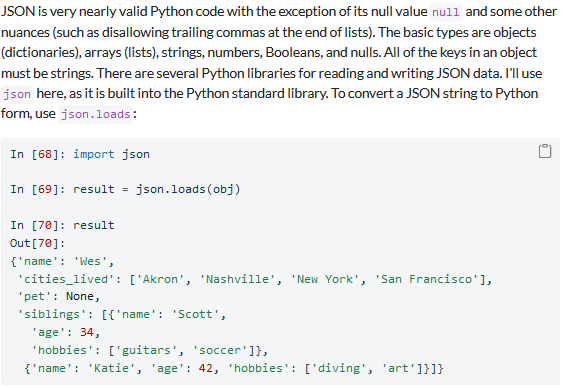 JSON is very nearly valid Python code with the exception of its null value null and some other
nuances (such as disallowing trailing commas at the end of lists). The basic types are objects
(dictionaries), arrays (lists), strings, numbers, Booleans, and nulls. All of the keys in an object
must be strings. There are several Python libraries for reading and writing JSON data. I’ll use
json here, as it is built into the Python standard library. To convert a JSON string to Python
form, use json.loads:
In [68]: import json
In [69]: result = json.loads(obj)
In [70]: result
Out[70]:
{'name': 'Wes',
 'cities_lived': ['Akron', 'Nashville', 'New York', 'San Francisco'],
 'pet': None,
 'siblings': [{'name': 'Scott',
   'age': 34,
   'hobbies': ['guitars', 'soccer']},
  {'name': 'Katie', 'age': 42, 'hobbies': ['diving', 'art']}]}